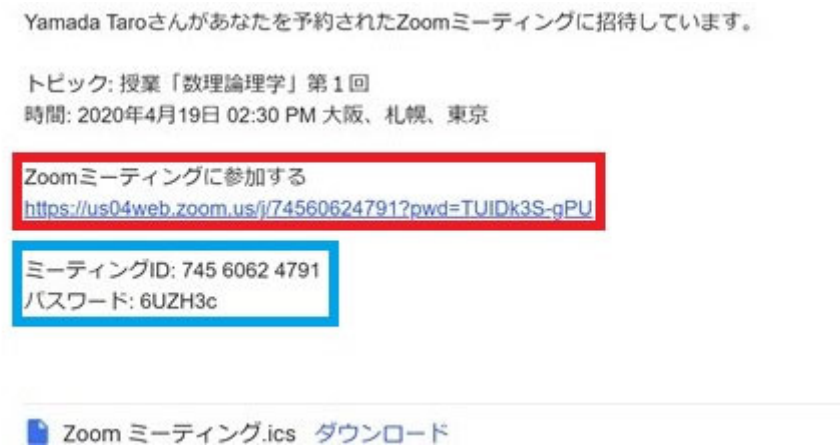 Yamada Taroさんがあなたを予約されたZoomミーティングに招待しています。
トピック: 授業「数理論理学」第１回
時間: 2020年4月19日 02:30 PM 大阪、札幌、東京
Zoomミーティングに参加する
https://us04web.zoom.us/j/74560624791?pwd=TUIDk3S-gPU
ミーティングID: 745 6062 4791
パスワード: 6UZH3c
Zoom ミーティング.ics ダウンロード